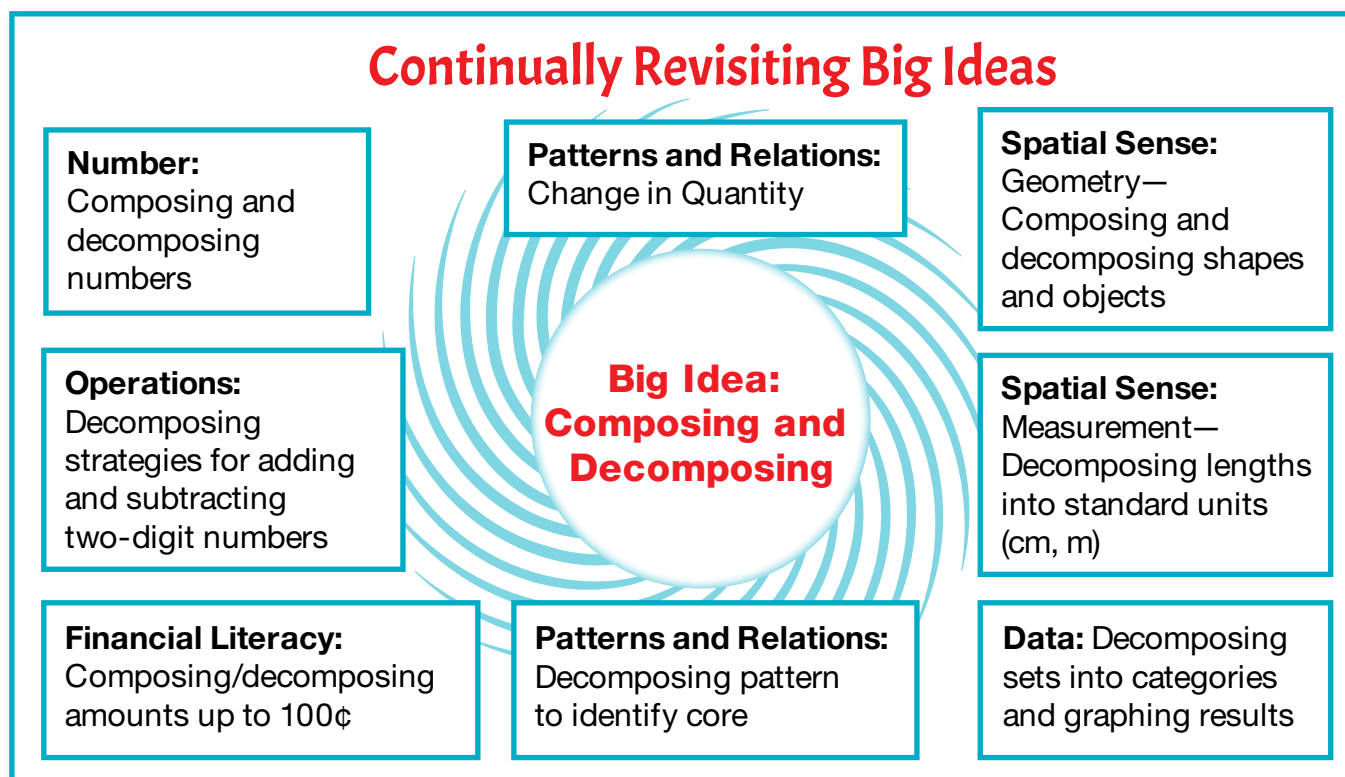 Continually Revisiting Big Ideas
Number:
Composing and
decomposing
numbers
Patterns and Relations:
Change in Quantity
Spatial Sense:
Geometry—
Composing and
decomposing shapes
and objects
Operations:
Decomposing
strategies for adding
and subtracting
two-digit numbers
Big Idea:
Composing and
Decomposing
Spatial Sense:
Measurement—
Decomposing lengths
into standard units
(cm, m)
Financial Literacy:
Composing/decomposing
amounts up to 100¢
Patterns and Relations:
Decomposing pattern
to identify core
Data: Decomposing
sets into categories
and graphing results